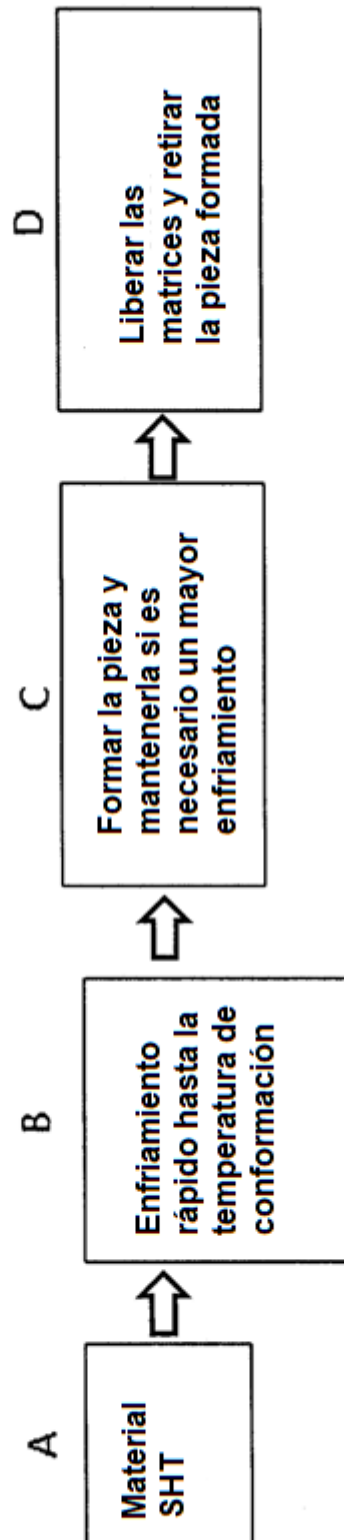 A
Material
SHT
B
Enfriamiento
rápido hasta la
temperatura de
conformación
C
Formar la pieza y
mantenerla si es
necesario un mayor
enfriamiento
D
Liberar las
matrices y retirar
la pieza formada